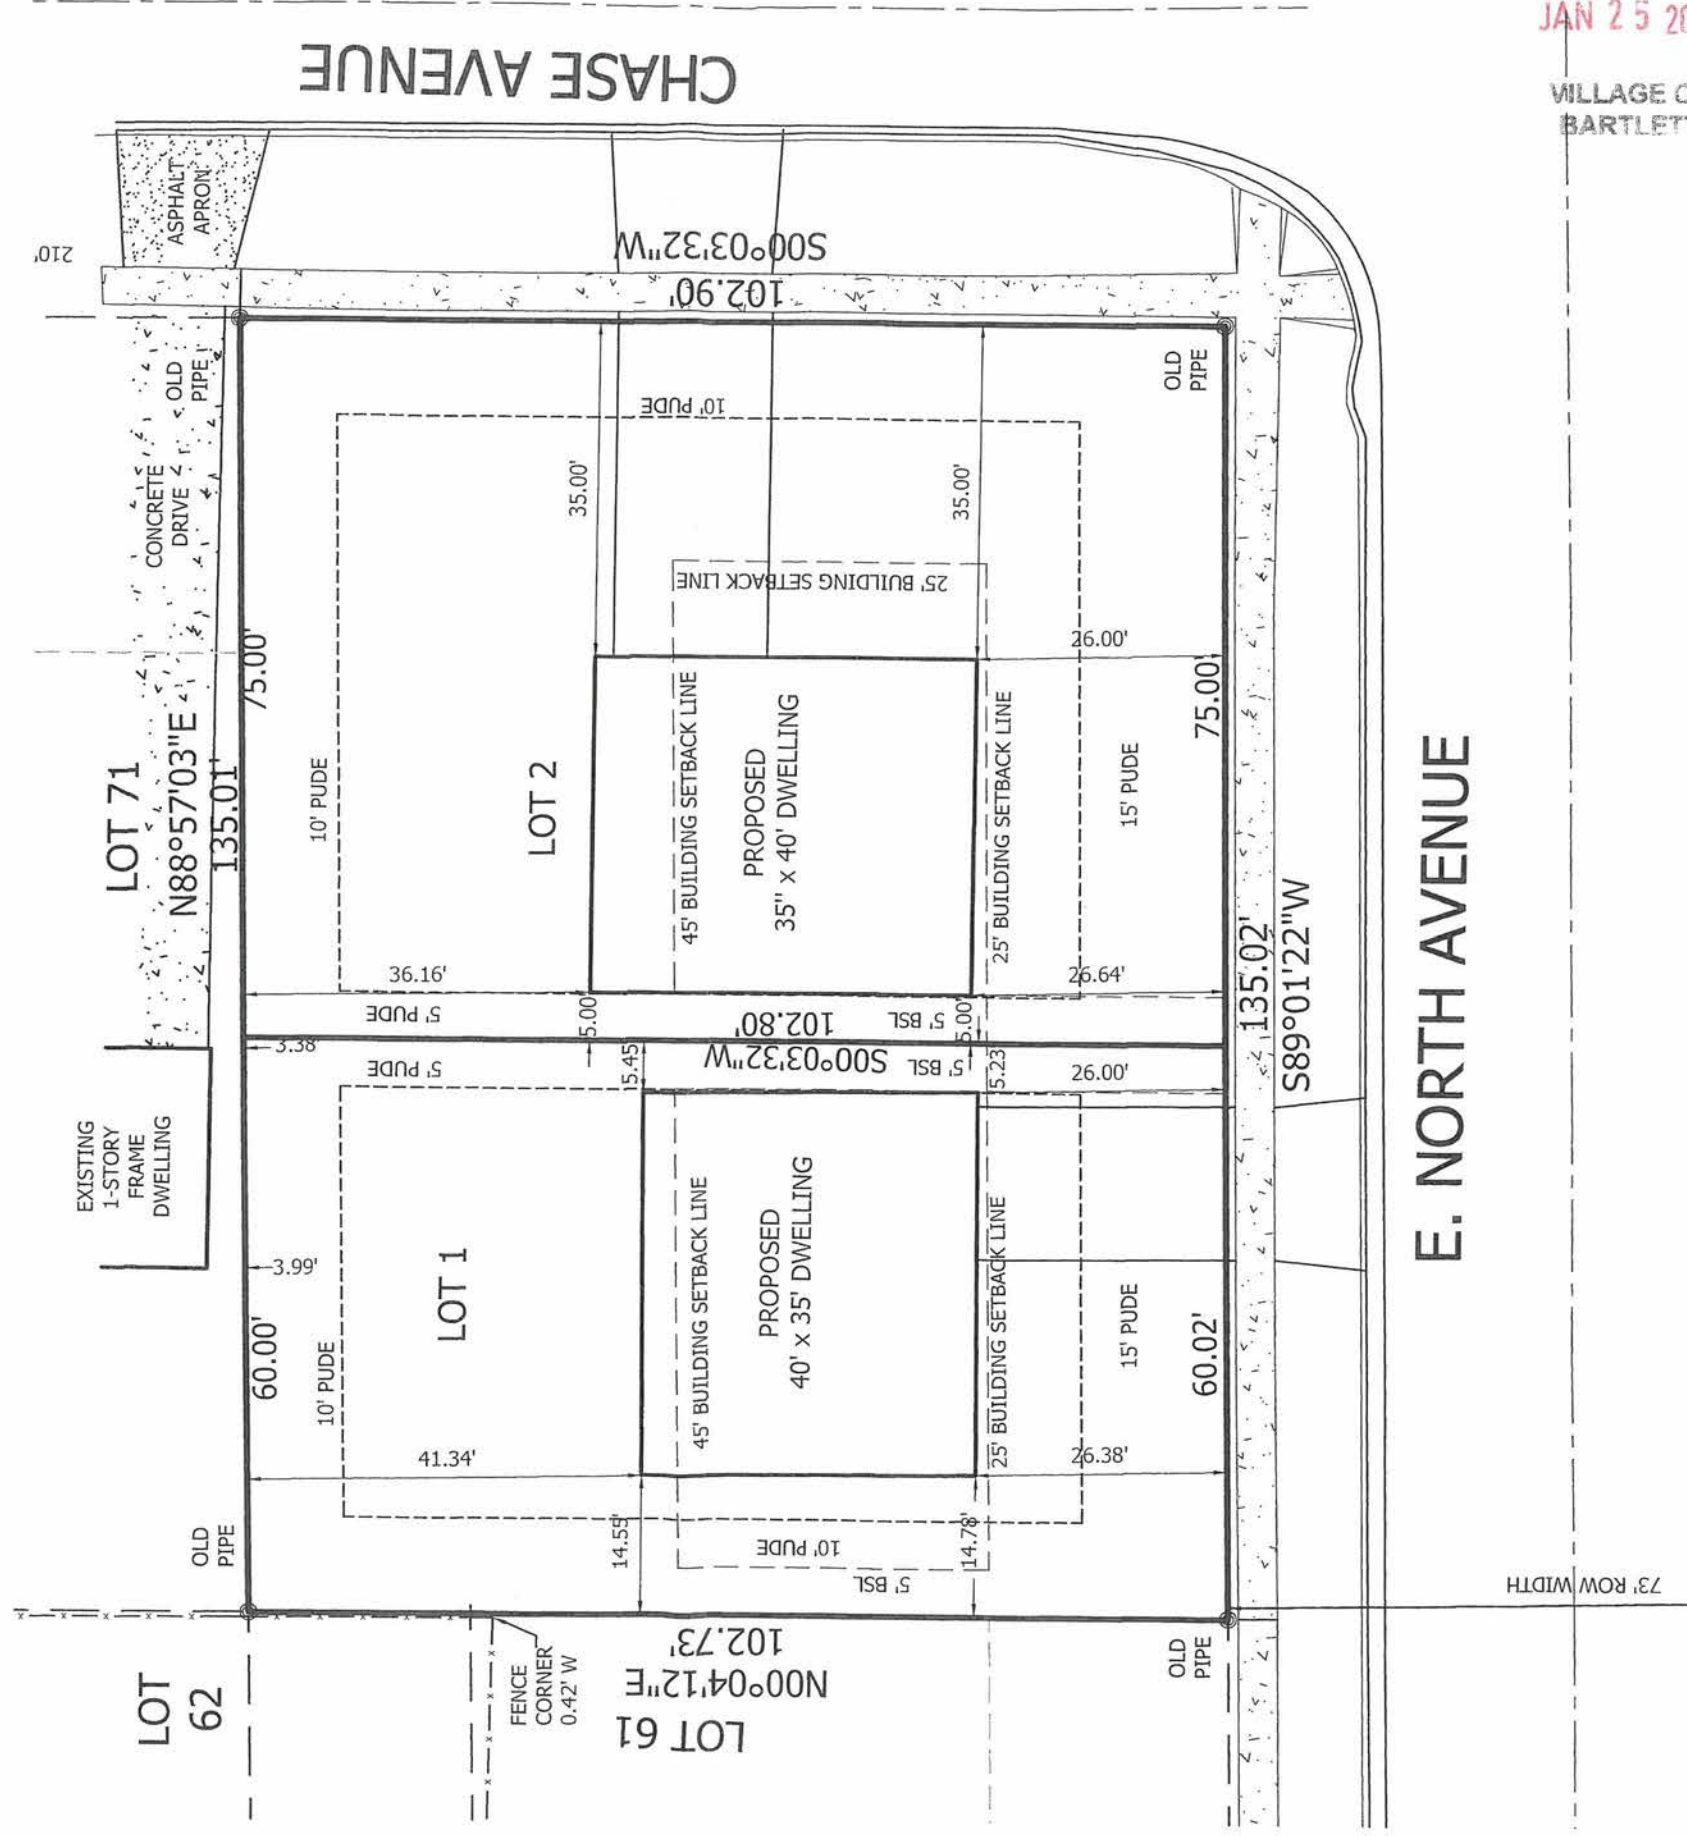 JAN 25 20
VILLAGE O
BARTLETT
CHASE AVENUE
ASPHALT
APRON
210'
S00°03'32"W
102.90'
OLD
PIPE
CONCRETE
DRIVE
OLD
PIPE
10' PUDE
35.00'
35.00'
25' BUILDING SETBACK LINE
LOT 71
N88°57'03"E
135.01'
75.00'
10' PUDE
LOT 2
45' BUILDING SETBACK LINE
PROPOSED
35" x 40' DWELLING
25' BUILDING SETBACK LINE
26.00'
15' PUDE
75.00'
36.16'
26.64'
5' PUDE
5.00'
102.80'
5' BSL
5.00'
135.02'
S89°01'22"W
3.38'
5' PUDE
5.45'
S00°03'32"W
5' BSL
5.23'
26.00'
EXISTING
1-STORY
FRAME
DWELLING
3.99'
60.00'
10' PUDE
LOT 1
45' BUILDING SETBACK LINE
PROPOSED
40' x 35' DWELLING
25' BUILDING SETBACK LINE
15' PUDE
60.02'
41.34'
26.38'
14.55'
10' PUDE
14.78'
5' BSL
OLD
PIPE
E. NORTH AVENUE
73' ROW WIDTH
LOT
62
FENCE
CORNER
0.42' W
102.73'
N00°04'12"E
LOT 61
OLD
PIPE